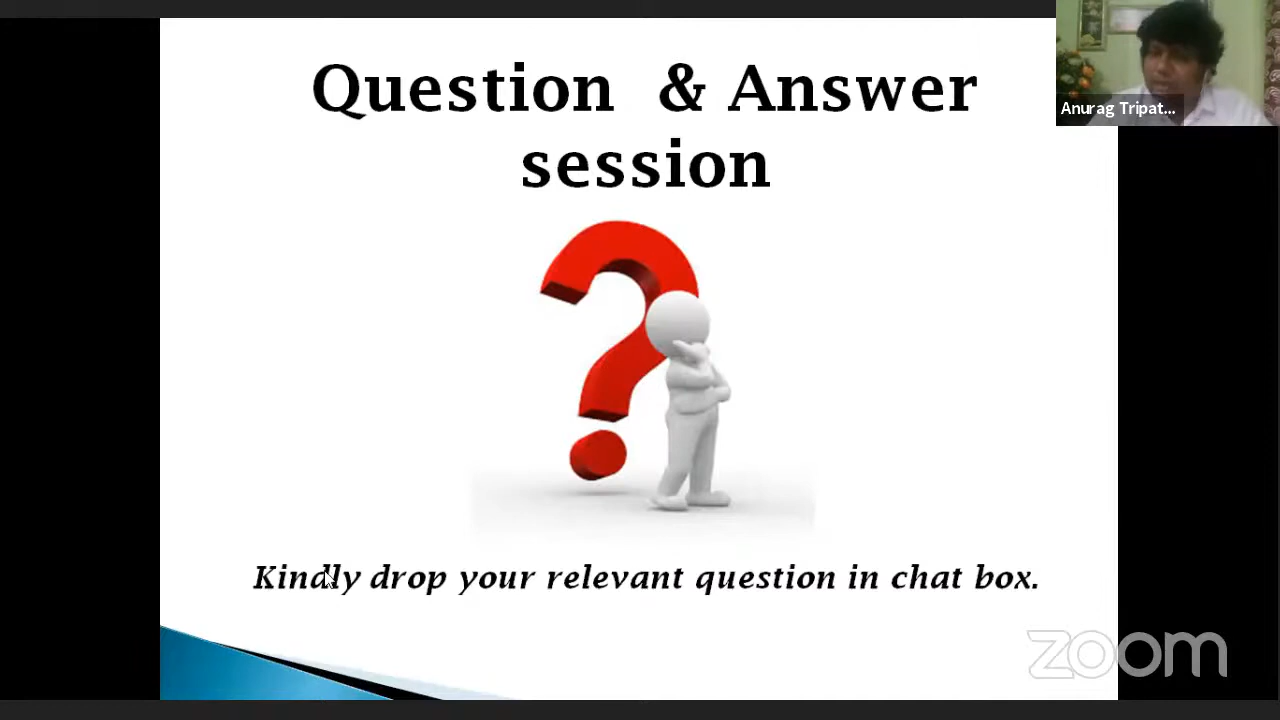 Question & Answer
session
Anurag Tripat...
Kindly drop your relevant question in chat box.
zoom